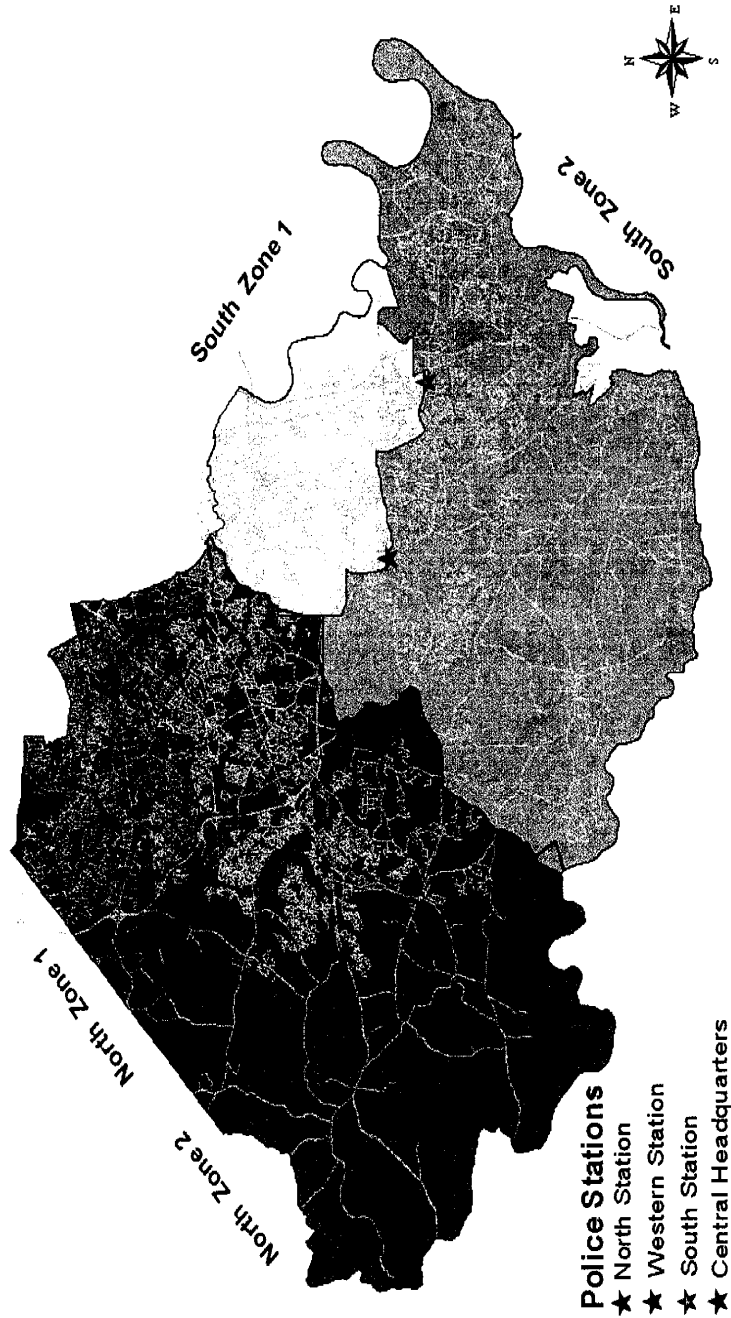 North Zone 1
North Zone 2
South Zone 1
South Zone 2
N
W
E
S
Police Stations
North Station
Western Station
South Station
Central Headquarters